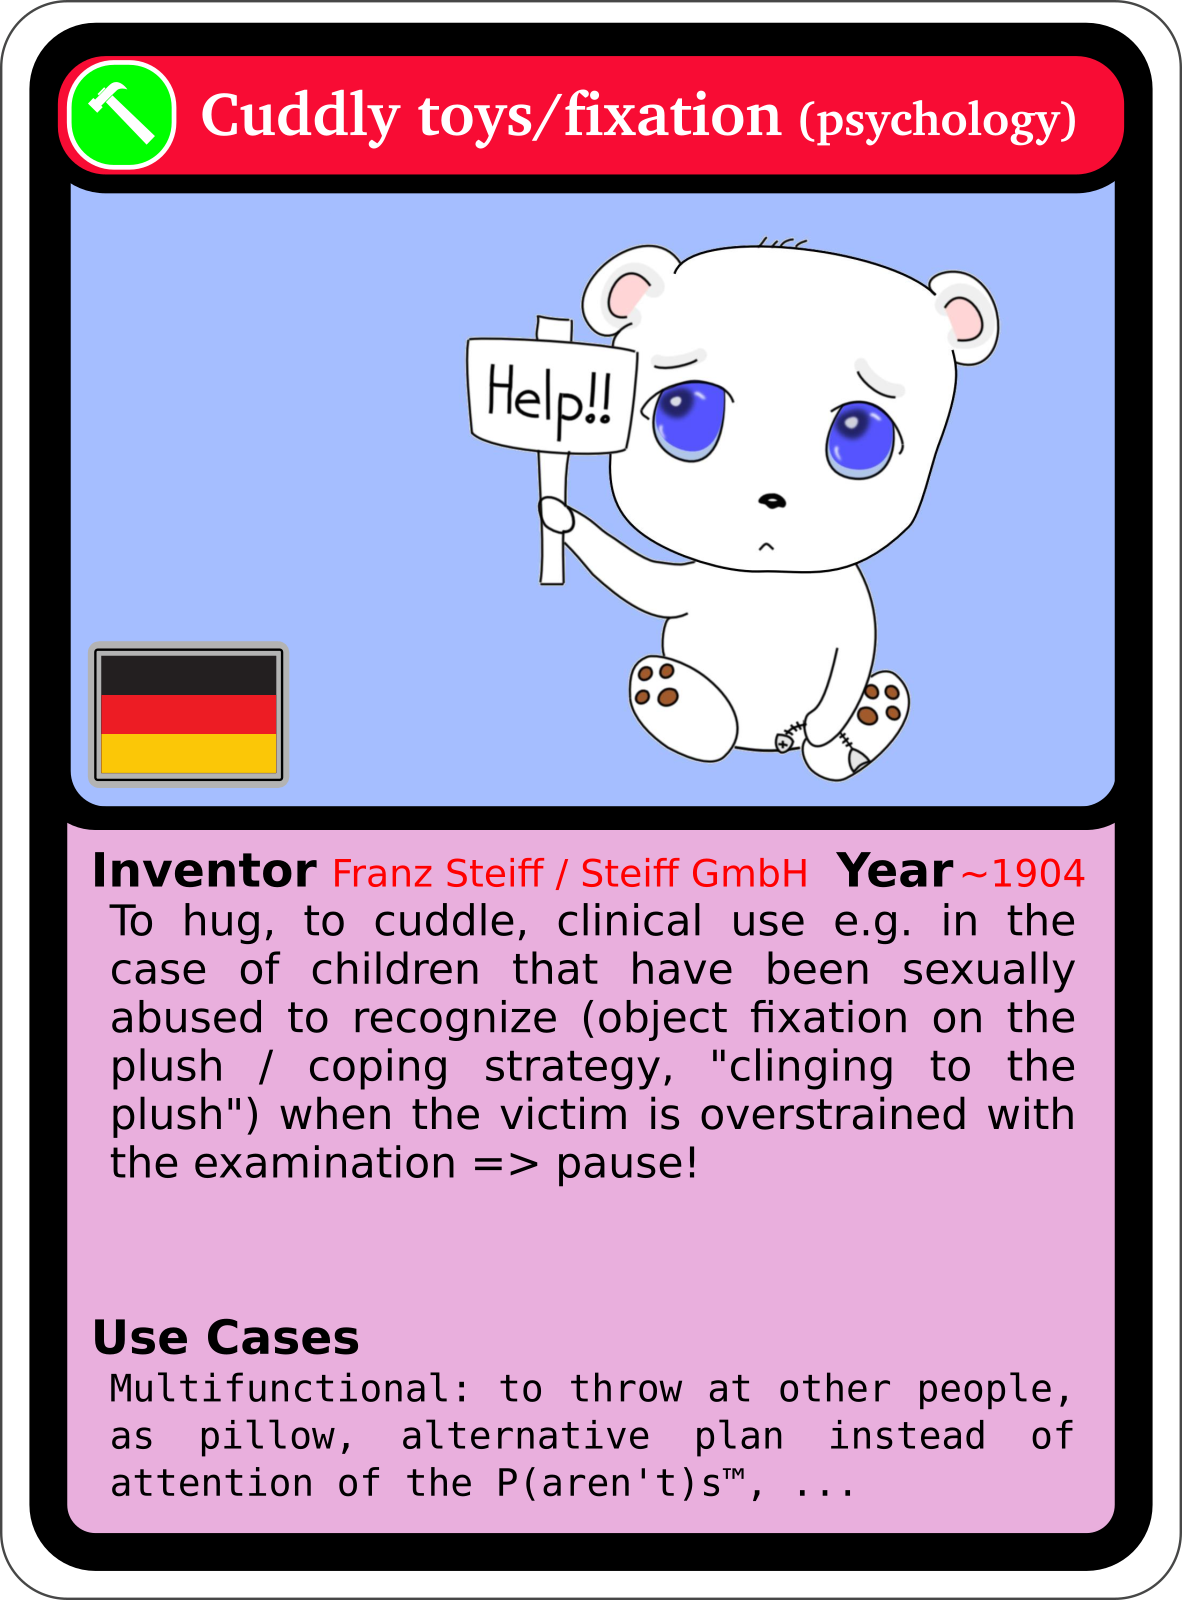 Cuddly toys/fixation (psychology)
Help!!
Inventor Franz Steiff / Steiff GmbH Year ~1904
To hug, to cuddle, clinical use e.g. in the
case of children that have been sexually
abused to recognize (object fixation on the
plush / coping strategy, "clinging to the
plush") when the victim is overstrained with
the examination => pause!
Use Cases
Multifunctional: to throw at other people,
as pillow, alternative plan instead of
attention of the P(aren't)s™, ...